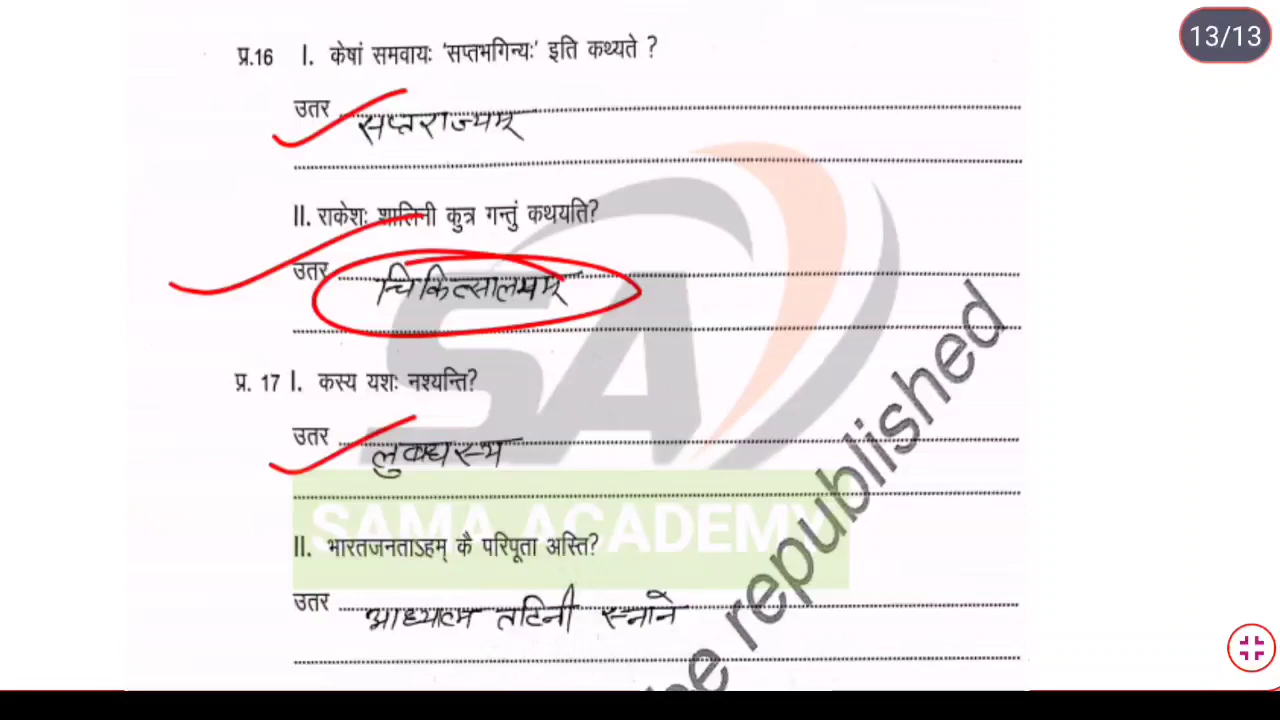 13/13
प्र.16 I. केषां समवायः 'सप्तभगिन्यः' इति कथ्यते ?
उतर सप्तराज्यम्
II. राकेशः शालिनी कुत्र गन्तुं कथयति?
उतर चिकित्सालयम्
प्र. 17 I. कस्य यशः नश्यन्ति?
उतर लुब्धस्य
SAMA ACADEMY
II. भारतजनताऽहम् कै परिपूता अस्ति?
उतर आध्यात्म तटिनी स्नाने
be republished